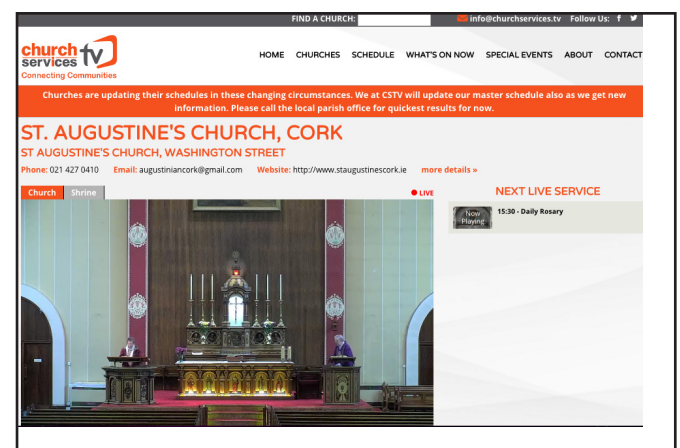 FIND A CHURCH:
info@churchservices.tv Follow Us:
church tv
services
Connecting Communities
HOME CHURCHES SCHEDULE WHAT'S ON NOW SPECIAL EVENTS ABOUT CONTACT
Churches are updating their schedules in these changing circumstances. We at CSTV will update our master schedule also as we get new
information. Please call the local parish office for quickest results for now.
ST. AUGUSTINE'S CHURCH, CORK
ST AUGUSTINE'S CHURCH, WASHINGTON STREET
Phone: 021 427 0410 Email: augustiniancork@gmail.com Website: http://www.staugustinescork.ie more details »
Church Shrine
LIVE
NEXT LIVE SERVICE
Now
Playing
15:30 - Daily Rosary